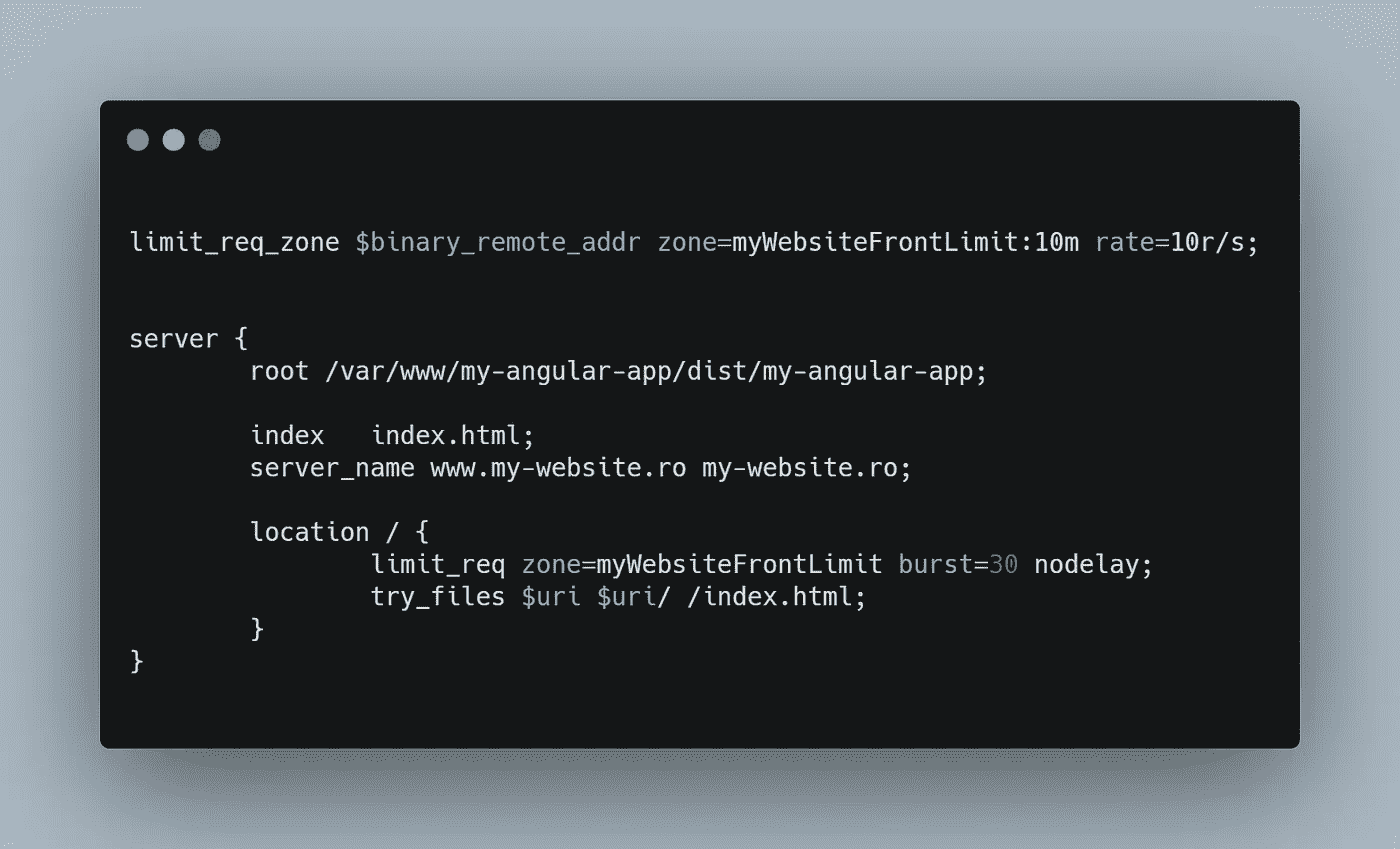 limit_req_zone $binary_remote_addr zone=myWebsiteFrontLimit:10m rate=10r/s;
server {
root /var/www/my-angular-app/dist/my-angular-app;
index   index.html;
server_name www.my-website.ro my-website.ro;
location / {
limit_req zone=myWebsiteFrontLimit burst=30 nodelay;
try_files $uri $uri/ /index.html;
}
}